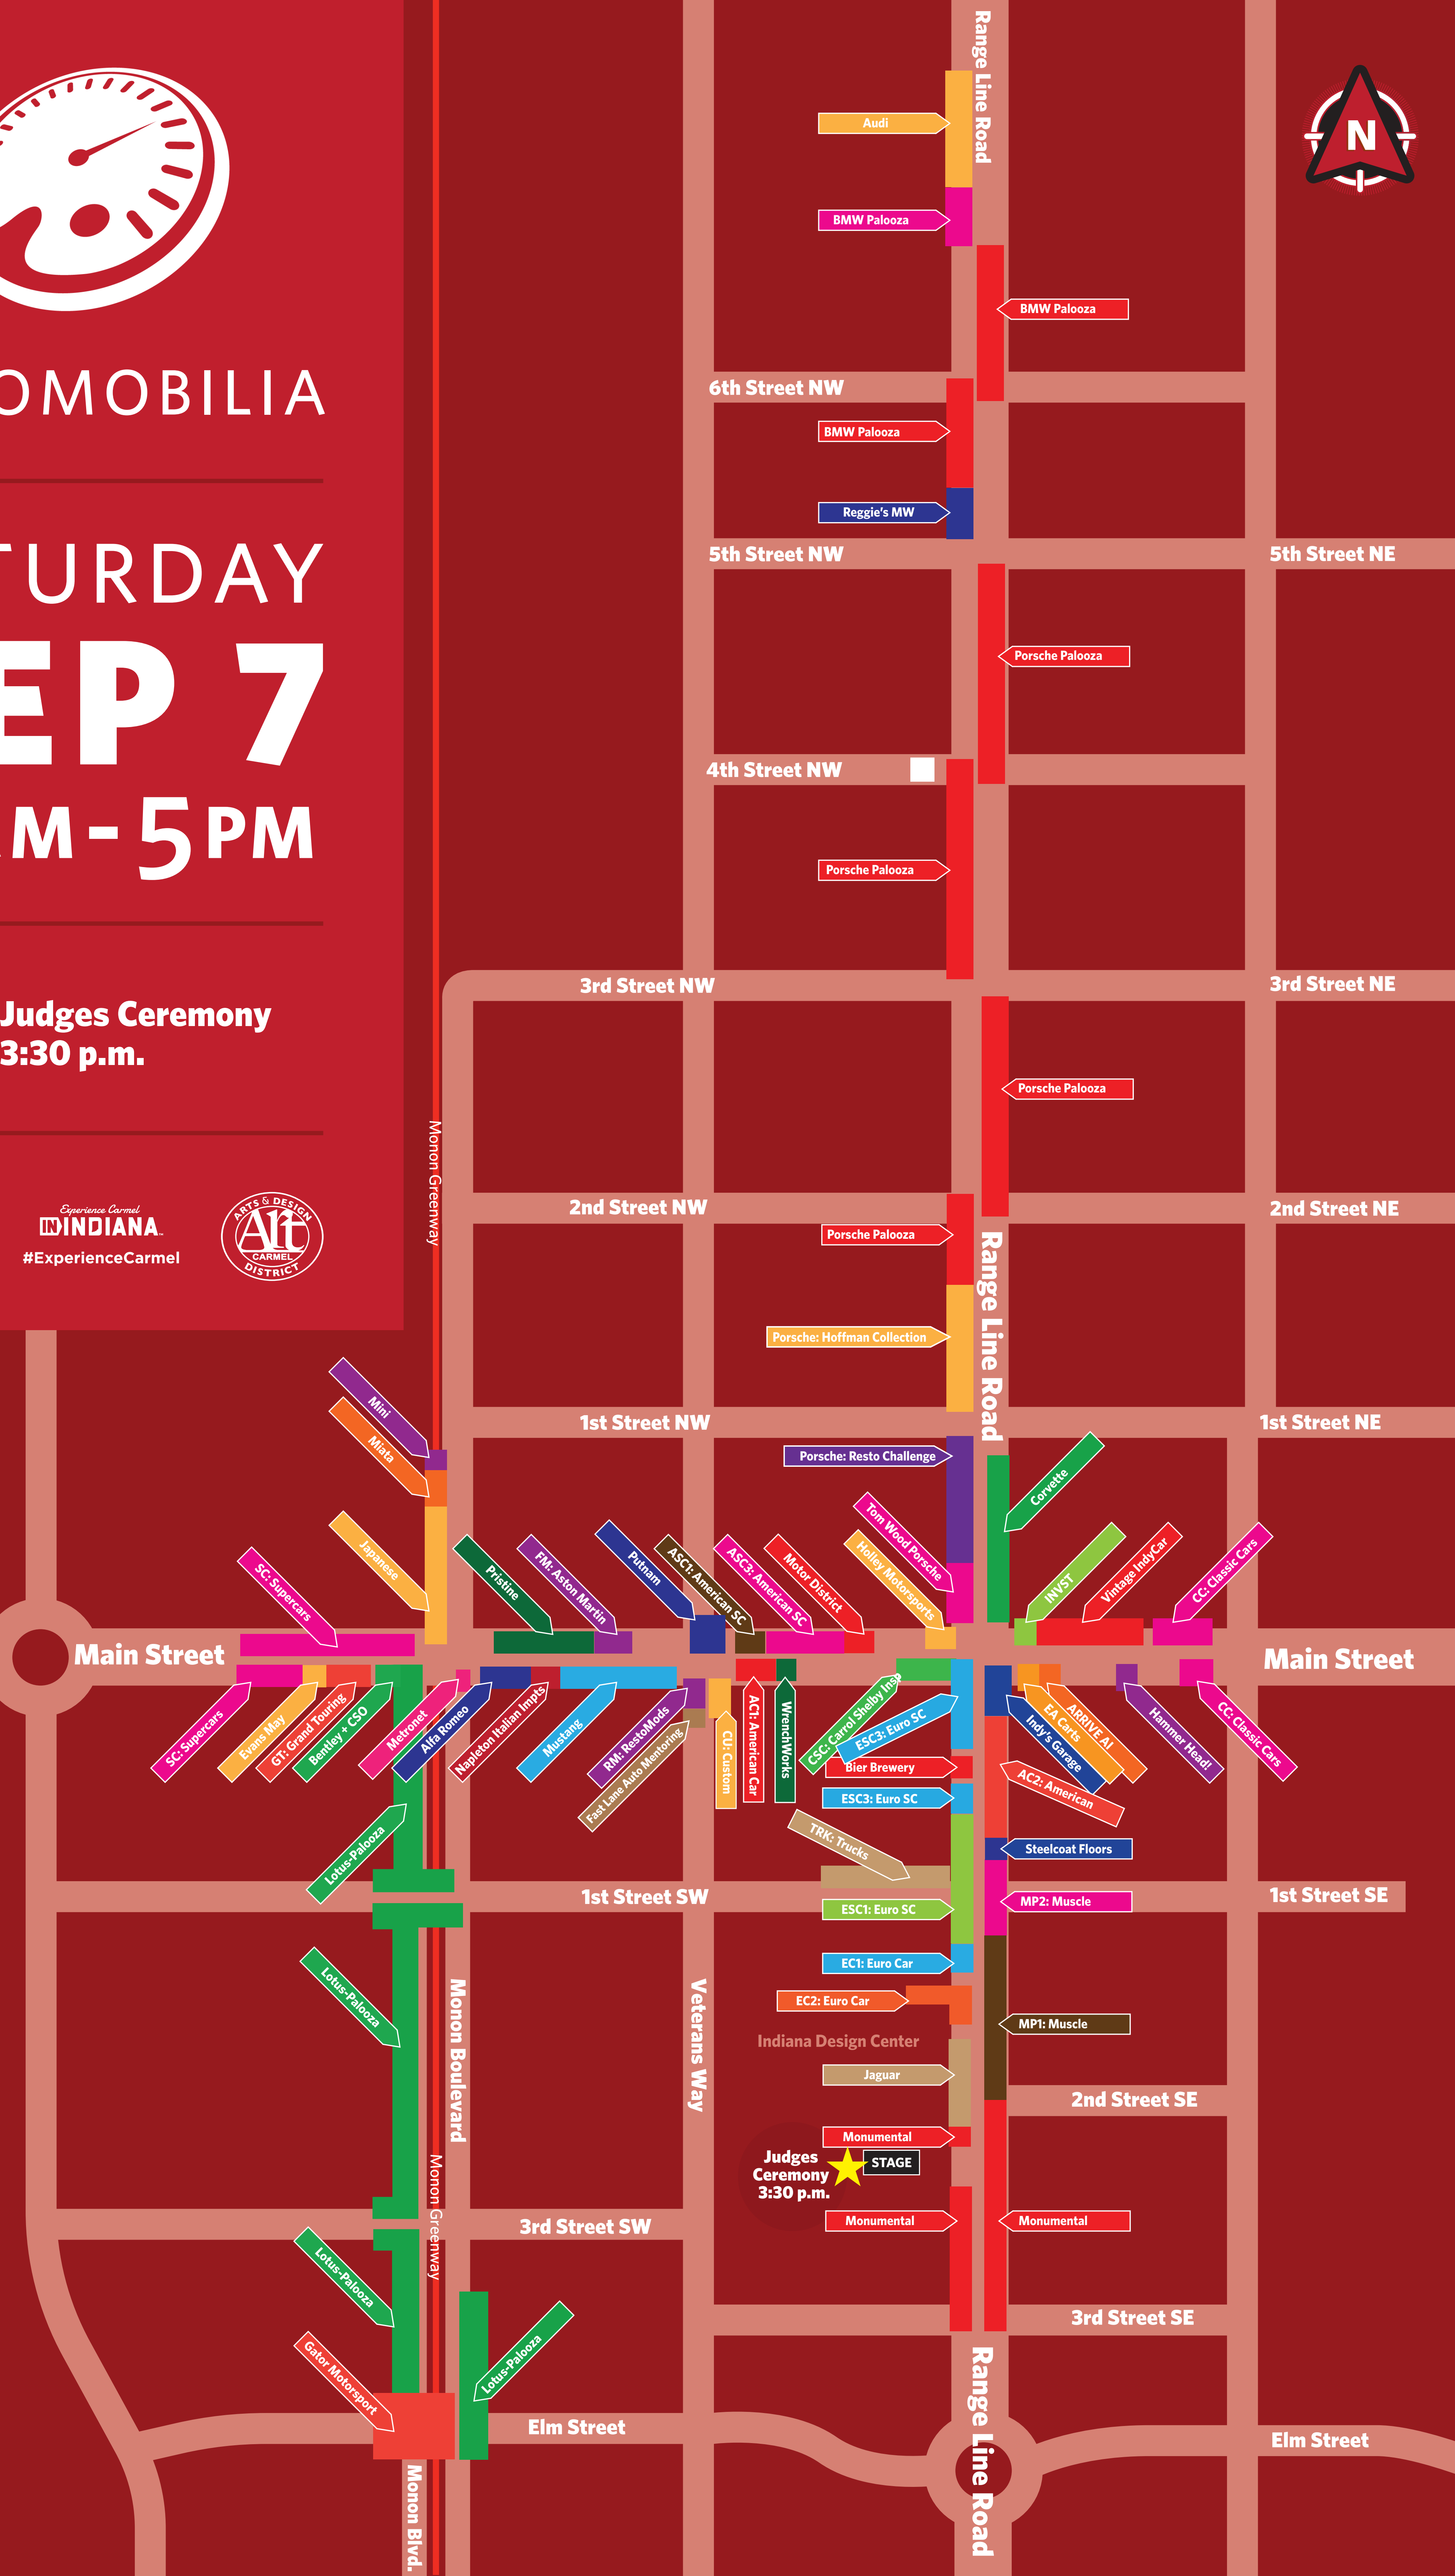 OMOBILIA
TURDAY
EP 7
M-5PM
Judges Ceremony
3:30 p.m.
Experience Carmel
IN INDIANA
#ExperienceCarmel
ARTS & DESIGN
Art
CARMEL
DISTRICT
N
Range Line Road
Audi
BMW Palooza
BMW Palooza
6th Street NW
BMW Palooza
Reggie's MW
5th Street NW
5th Street NE
Porsche Palooza
4th Street NW
Porsche Palooza
3rd Street NW
3rd Street NE
Porsche Palooza
Monon Greenway
2nd Street NW
2nd Street NE
Porsche Palooza
Range Line Road
Porsche: Hoffman Collection
1st Street NW
1st Street NE
Mini
Miata
Japanese
Porsche: Resto Challenge
Corvette
SC: Supercars
Pristine
FM: Aston Martin
Putnam
ASC1: American SC
ASC3: American SC
Motor District
Holley Motorsports
Tom Wood Porsche
INVST
Vintage IndyCar
CC: Classic Cars
Main Street
Main Street
SC: Supercars
Evans May
GT: Grand Touring
Bentley + CSO
Metronet
Alfa Romeo
Napleton Italian Impts
Mustang
RM: RestoMods
Fast Lane Auto Mentoring
CU: Custom
AC1: American Car
WrenchWorks
CSC: Carrol Shelby Insp
ESC3: Euro SC
Bier Brewery
ESC3: Euro SC
Indy's Garage
EA Carts
ARRIVE AI
Hammer Head!
CC: Classic Cars
AC2: American
TRK: Trucks
Steelcoat Floors
Lotus-Palooza
1st Street SW
ESC1: Euro SC
MP2: Muscle
1st Street SE
EC1: Euro Car
Lotus-Palooza
Monon Boulevard
Veterans Way
EC2: Euro Car
MP1: Muscle
Indiana Design Center
Jaguar
2nd Street SE
Monumental
Judges
Ceremony
3:30 p.m.
STAGE
Monon Greenway
3rd Street SW
Monumental
Monumental
Lotus-Palooza
3rd Street SE
Lotus-Palooza
Gator Motorsport
Range Line Road
Elm Street
Elm Street
Monon Blvd.